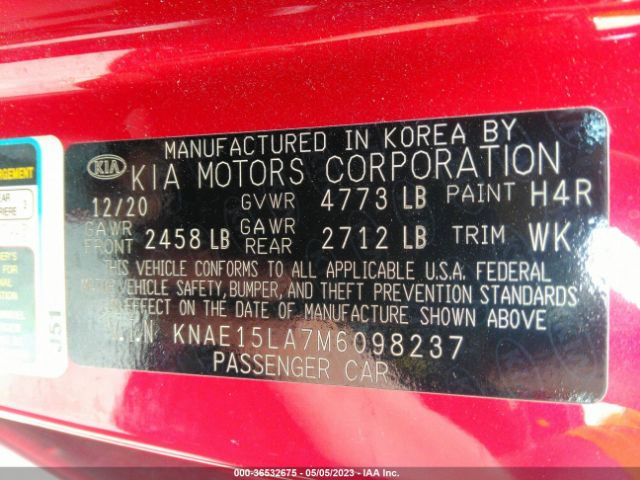 MANUFACTURED IN KOREA BY
KIA KIA MOTORS CORPORATION
12/20 GVWR 4773 LB PAINT H4R
GAWR FRONT 2458 LB GAWR REAR 2712 LB TRIM WK
THIS VEHICLE CONFORMS TO ALL APPLICABLE U.S.A. FEDERAL
MOTOR VEHICLE SAFETY, BUMPER, AND THEFT PREVENTION STANDARDS
IN EFFECT ON THE DATE OF MANUFACTURE SHOWN ABOVE
V.I.N. KNAE15LA7M6098237
PASSENGER CAR
J51
000-36532675 - 05/05/2023 - IAA Inc.